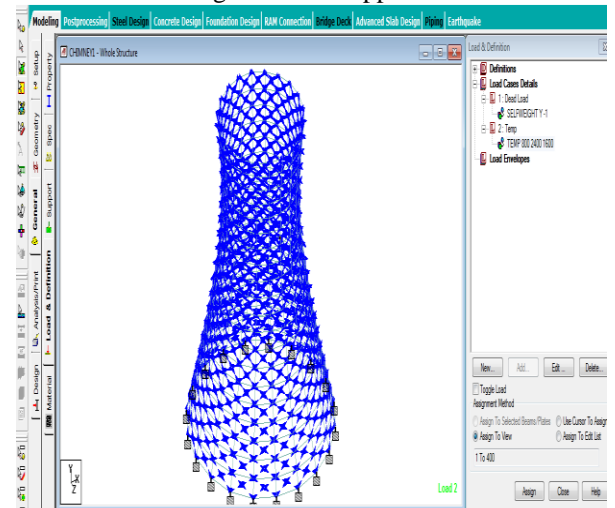 Modeling Postprocessing Steel Design Concrete Design Foundation Design RAM Connection Bridge Deck Advanced Slab Design Piping Earthquake
CHIMNEY1 - Whole Structure
Setup
Geometry
General
Analysis/Print
Design
Property
Spec
Support
Load & Definition
Material
Y
X
Z
Load 2
Load & Definition
Definitions
Load Cases Details
1: Dead Load
SELFWEIGHT Y -1
2: Temp
TEMP 800 2400 1600
Load Envelopes
New... Add... Edit ... Delete...
Toggle Load
Assignment Method
Assign To Selected Beams/Plates Use Cursor To Assign
Assign To View Assign To Edit List
1 To 400
Assign Close Help